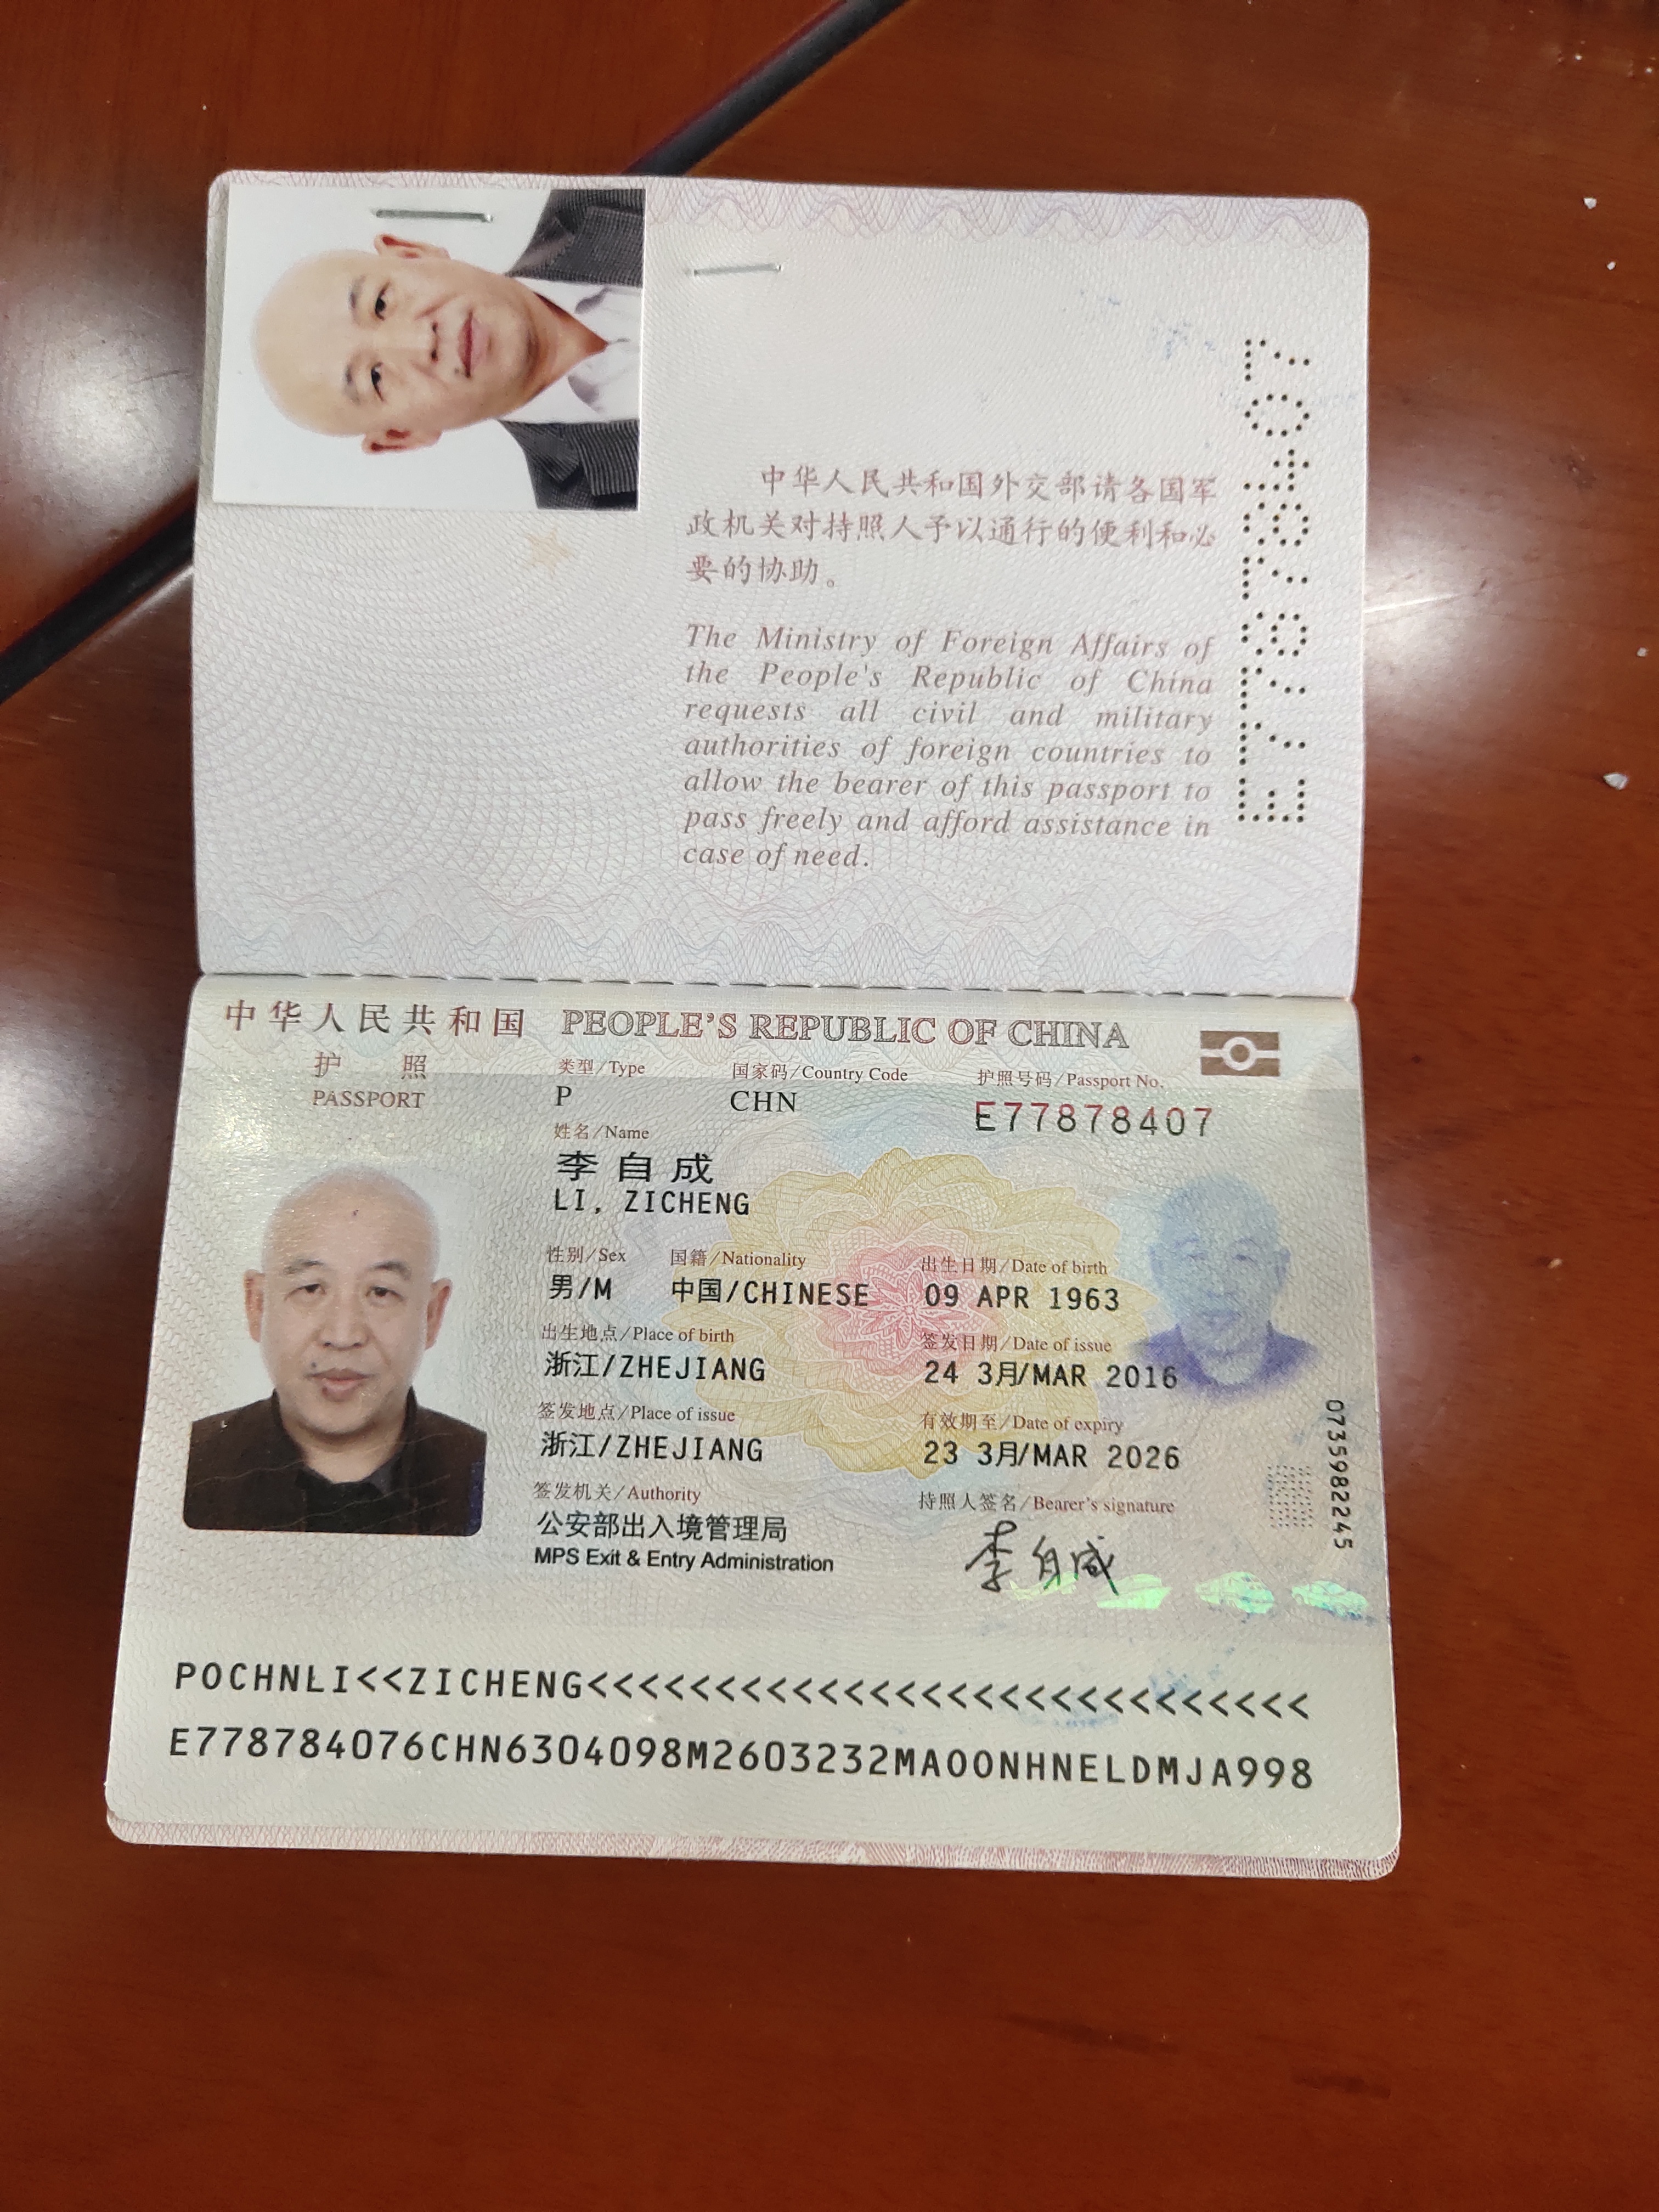 中华人民共和国外交部请各国军
政机关对持照人予以通行的便利和必
要的协助。
The Ministry of Foreign Affairs of
the People's Republic of China
requests all civil and military
authorities of foreign countries to
allow the bearer of this passport to
pass freely and afford assistance in
case of need.
E77878407
中华人民共和国 PEOPLE'S REPUBLIC OF CHINA
护 照
PASSPORT
类型/Type 国家码/Country Code 护照号码/Passport No.
P CHN E77878407
姓名/Name
李自成
LI, ZICHENG
性别/Sex 国籍/Nationality 出生日期/Date of birth
男/M 中国/CHINESE 09 APR 1963
出生地点/Place of birth 签发日期/Date of issue
浙江/ZHEJIANG 24 3月/MAR 2016
签发地点/Place of issue 有效期至/Date of expiry
浙江/ZHEJIANG 23 3月/MAR 2026
签发机关/Authority 持照人签名/Bearer's signature
公安部出入境管理局 李自成
MPS Exit & Entry Administration
0735982245
POCHNLI<<ZICHENG<<<<<<<<<<<<<<<<<<<<<<<<<<<<
E778784076CHN6304098M2603232MAOONHNELDMJA998